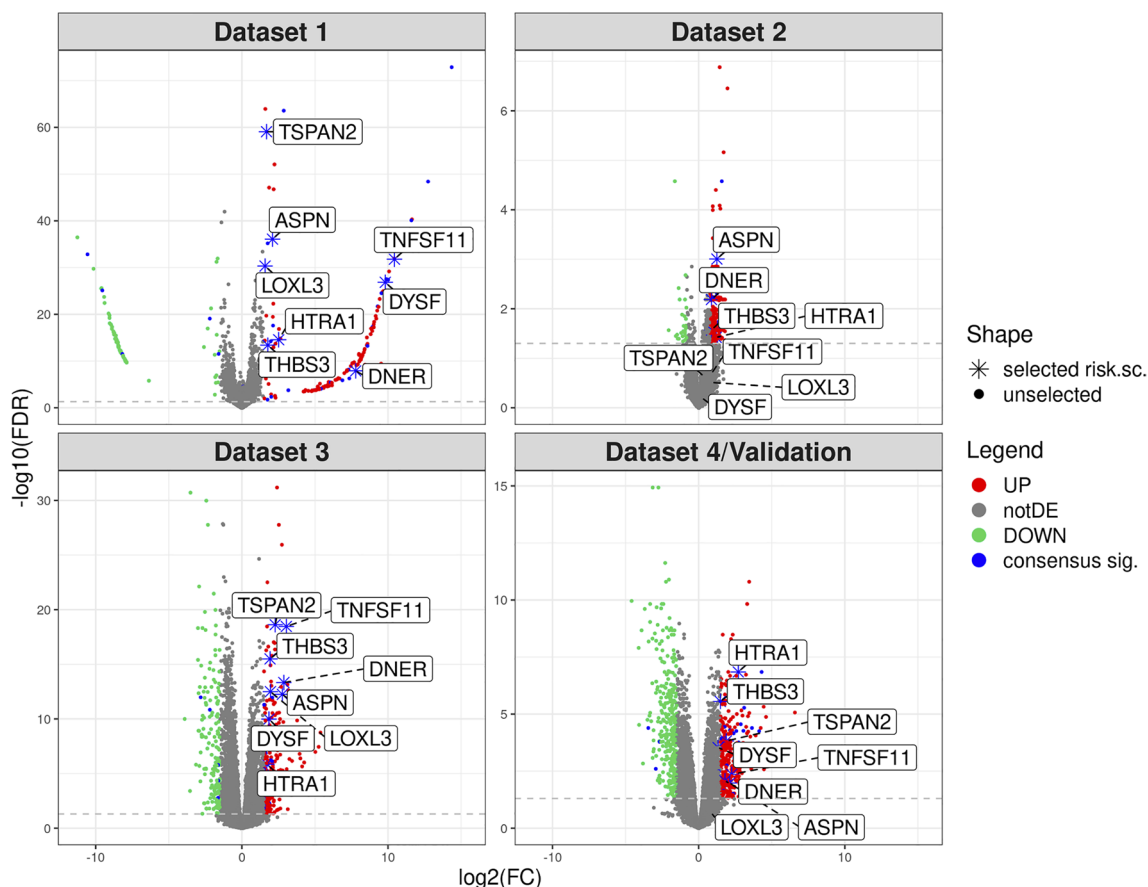 Dataset 1
Dataset 2
60
40
20
0
TSPAN2
ASPN
TNFSF11
LOXL3
DYSF
HTRA1
THBS3
DNER
6
4
2
0
ASPN
DNER
THBS3
HTRA1
TSPAN2
TNFSF11
LOXL3
DYSF
-log10(FDR)
Shape
selected risk.sc.
unselected
Legend
UP
notDE
DOWN
consensus sig.
Dataset 3
Dataset 4/Validation
30
20
10
0
TSPAN2
TNFSF11
THBS3
DNER
ASPN
DYSF
LOXL3
HTRA1
-10
0
10
15
10
5
0
HTRA1
THBS3
TSPAN2
DYSF
TNFSF11
DNER
LOXL3
ASPN
-10
0
10
log2(FC)